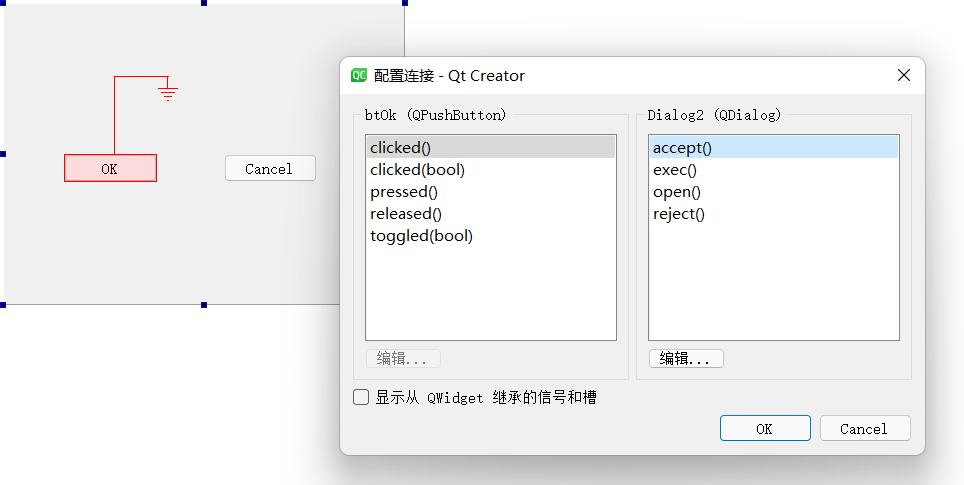 OK
Cancel
QC 配置连接 - Qt Creator
btOk (QPushButton)
clicked()
clicked(bool)
pressed()
released()
toggled(bool)
编辑...
Dialog2 (QDialog)
accept()
exec()
open()
reject()
编辑...
显示从 QWidget 继承的信号和槽
OK
Cancel